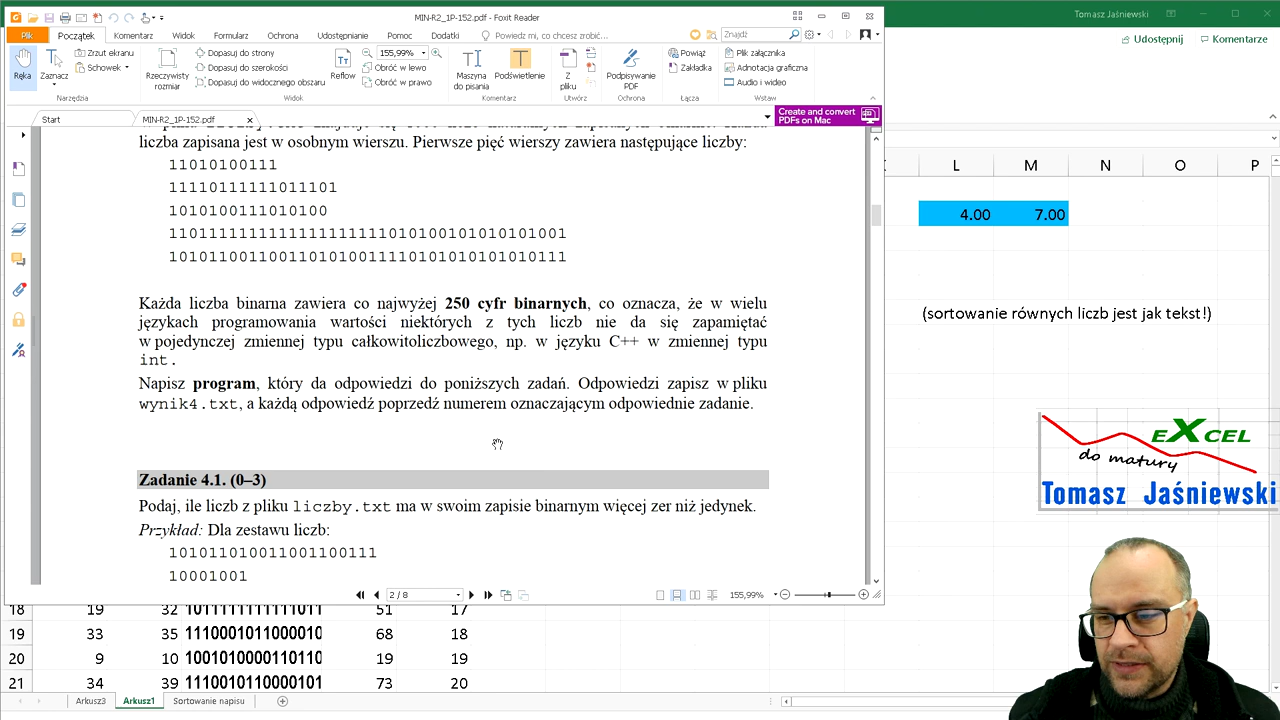 MIN-R2_1P-152.pdf - Foxit Reader
Tomasz Jaśniewski
Plik Początek Komentarz Widok Formularz Ochrona Udostępnianie Pomoc Dodatki Powiedz mi, co chcesz zrobić... Znajdź
Udostępnij Komentarze
Ręka
Zaznacz
Zrzut ekranu
Schowek
Narzędzia
Rzeczywisty rozmiar
Dopasuj do strony
Dopasuj do szerokości
Dopasuj do widocznego obszaru
Reflow
155,99%
Obróć w lewo
Obróć w prawo
Widok
Maszyna do pisania
Podświetlenie
Komentarz
Z pliku
Utwórz
Podpisywanie PDF
Ochrona
Powiąż
Zakładka
Łącza
Plik załącznika
Adnotacja graficzna
Audio i wideo
Wstaw
Start MIN-R2_1P-152.pdf
Create and convert PDFs on Mac
liczba zapisana jest w osobnym wierszu. Pierwsze pięć wierszy zawiera następujące liczby:
11010100111
11110111111011101
1010100111010100
Każda liczba binarna zawiera co najwyżej 250 cyfr binarnych, co oznacza, że w wielu
językach programowania wartości niektórych z tych liczb nie da się zapamiętać
w pojedynczej zmiennej typu całkowitoliczbowego, np. w języku C++ w zmiennej typu
int.
Napisz program, który da odpowiedzi do poniższych zadań. Odpowiedzi zapisz w pliku
wynik4.txt, a każdą odpowiedź poprzedź numerem oznaczającym odpowiednie zadanie.
Zadanie 4.1. (0–3)
Podaj, ile liczb z pliku liczby.txt ma w swoim zapisie binarnym więcej zer niż jedynek.
Przykład: Dla zestawu liczb:
101011010011001100111
10001001
2 / 8
155,99%
L M N O P
4.00 7.00
(sortowanie równych liczb jest jak tekst!)
EXCEL
do matury
Tomasz Jaśniewski
18 19 32 51 17
19 33 35 1110001011000010 68 18
20 9 10 1001010000110110 19 19
21 34 39 1110010110000101 73 20
Arkusz3 Arkusz1 Sortowanie napisu